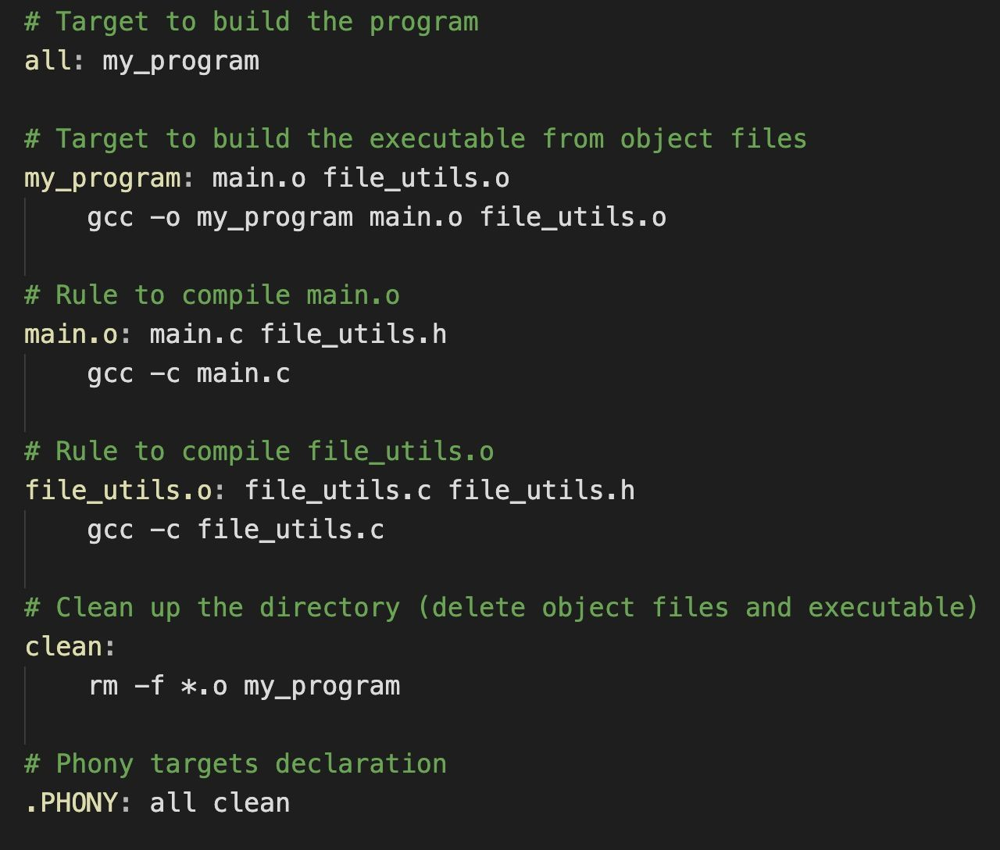 # Target to build the program
all: my_program
# Target to build the executable from object files
my_program: main.o file_utils.o
gcc -o my_program main.o file_utils.o
# Rule to compile main.o
main.o: main.c file_utils.h
gcc -c main.c
# Rule to compile file_utils.o
file_utils.o: file_utils.c file_utils.h
gcc -c file_utils.c
# Clean up the directory (delete object files and executable)
clean:
rm -f *.o my_program
# Phony targets declaration
.PHONY: all clean